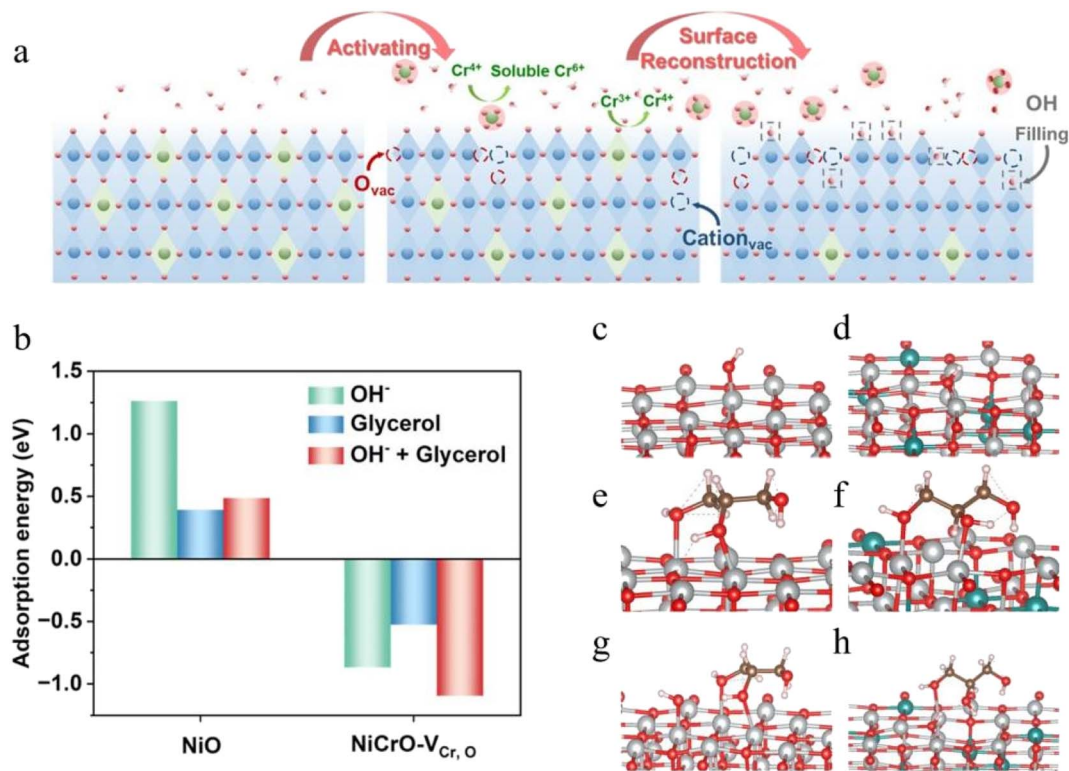 a
Activating
Surface
Reconstruction
Cr⁴⁺ Soluble Cr⁶⁺
Cr³⁺ Cr⁴⁺
OH
Filling
Ovac
Cationvac
b
Adsorption energy (eV)
1.5
1.0
0.5
0.0
−0.5
−1.0
OH⁻
Glycerol
OH⁻ + Glycerol
NiO
NiCrO-VCr, O
c
d
e
f
g
h